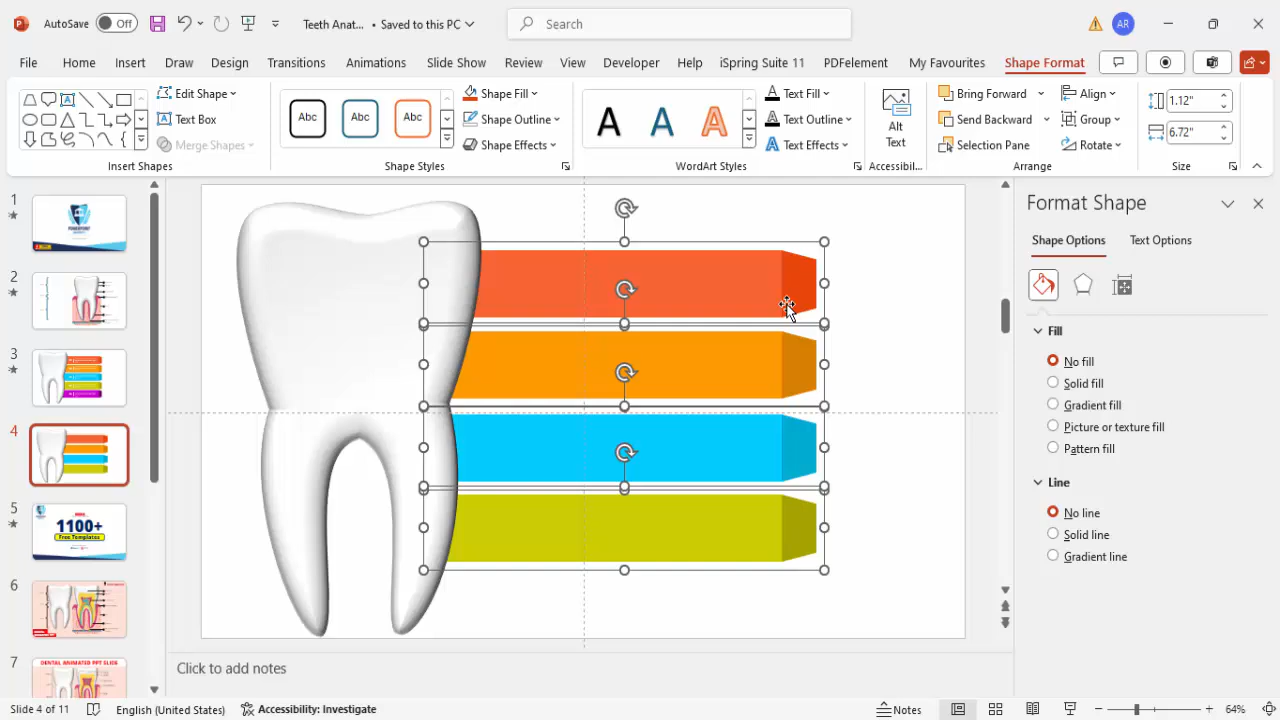 AutoSave Off Teeth Anat... • Saved to this PC Search AR
File Home Insert Draw Design Transitions Animations Slide Show Review View Developer Help iSpring Suite 11 PDFelement My Favourites Shape Format
Edit Shape
Text Box
Merge Shapes
Insert Shapes
Abc Abc Abc
Shape Fill
Shape Outline
Shape Effects
Shape Styles
A A A
Text Fill
Text Outline
Text Effects
WordArt Styles
Alt
Text
Accessibil...
Bring Forward
Send Backward
Selection Pane
Align
Group
Rotate
Arrange
1.12"
6.72"
Size
1
2
3
4
5
1100+
Free Templates
6
7
DENTAL ANIMATED PPT SLIDE
Format Shape
Shape Options Text Options
Fill
No fill
Solid fill
Gradient fill
Picture or texture fill
Pattern fill
Line
No line
Solid line
Gradient line
Click to add notes
Slide 4 of 11 English (United States) Accessibility: Investigate Notes 64%